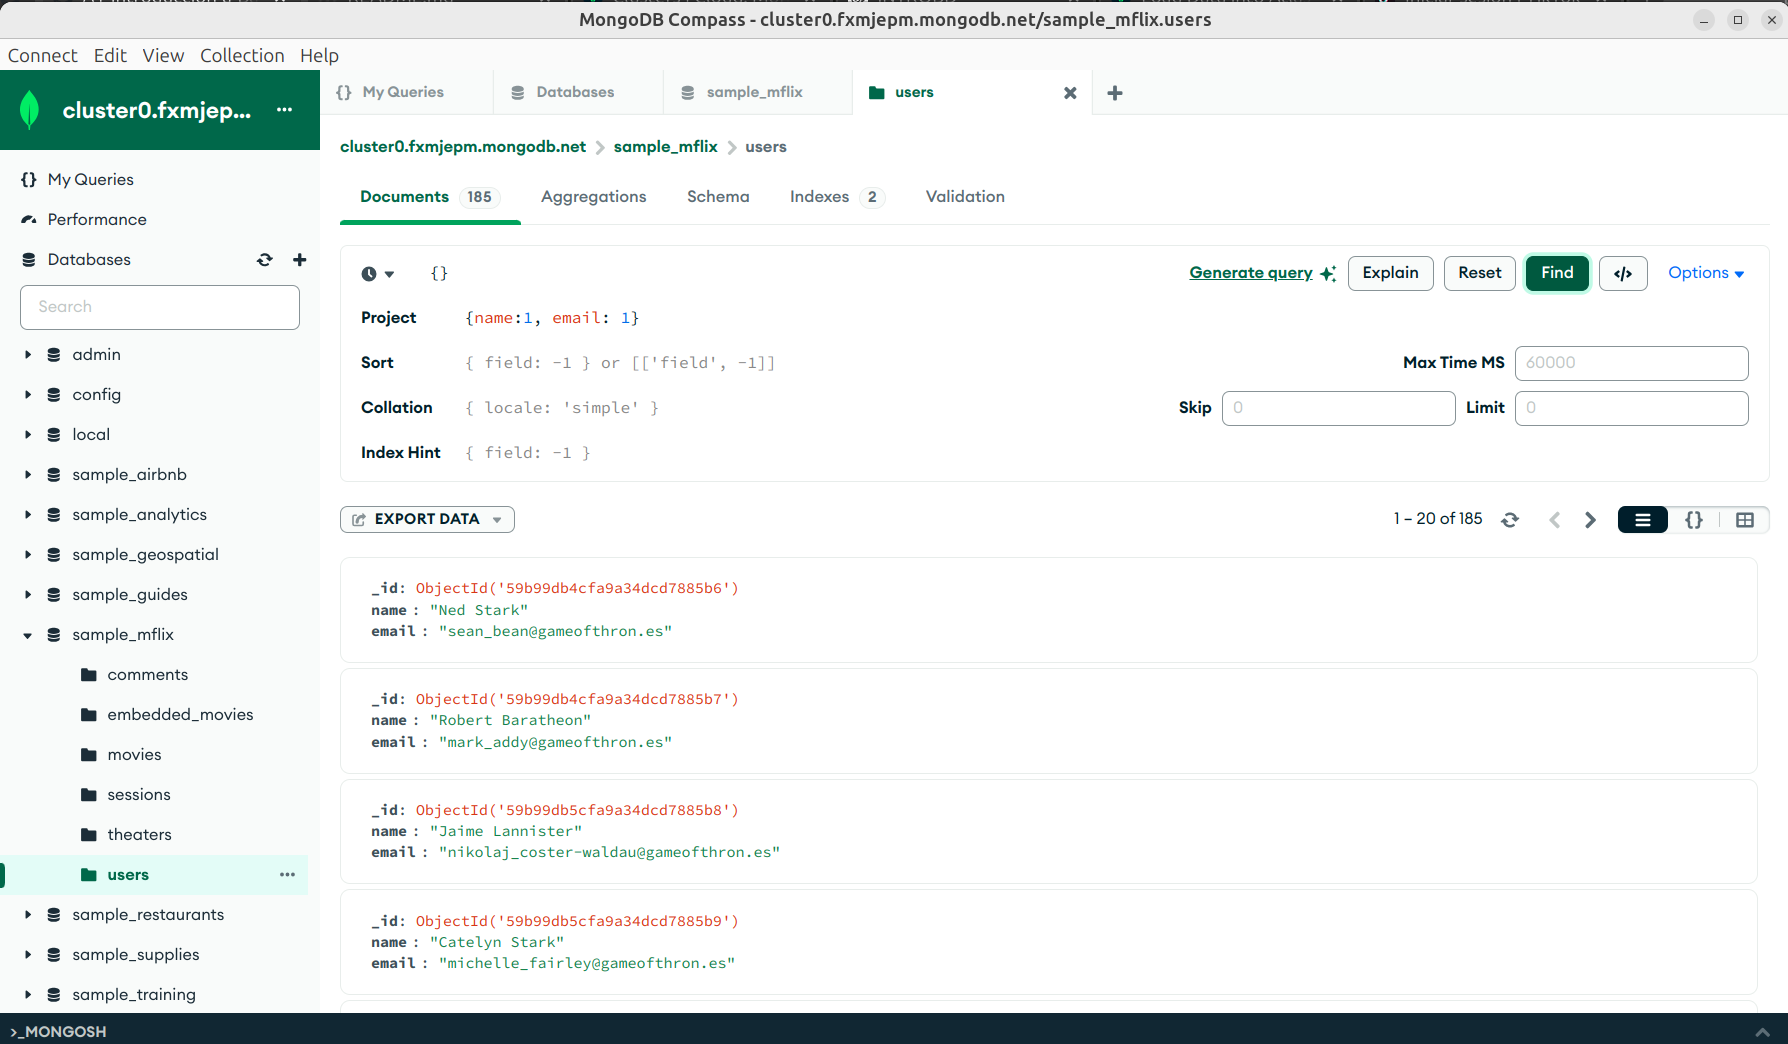 MongoDB Compass - cluster0.fxmjepm.mongodb.net/sample_mflix.users
Connect Edit View Collection Help
cluster0.fxmjep...
My Queries
Performance
Databases
Search
admin
config
local
sample_airbnb
sample_analytics
sample_geospatial
sample_guides
sample_mflix
comments
embedded_movies
movies
sessions
theaters
users
sample_restaurants
sample_supplies
sample_training
My Queries Databases sample_mflix users
cluster0.fxmjepm.mongodb.net > sample_mflix > users
Documents 185 Aggregations Schema Indexes 2 Validation
{} Generate query Explain Reset Find </> Options
Project {name:1, email: 1}
Sort { field: -1 } or [['field', -1]] Max Time MS 60000
Collation { locale: 'simple' } Skip 0 Limit 0
Index Hint { field: -1 }
EXPORT DATA 1 – 20 of 185 {}
_id: ObjectId('59b99db4cfa9a34dcd7885b6')
name : "Ned Stark"
email : "sean_bean@gameofthron.es"
_id: ObjectId('59b99db4cfa9a34dcd7885b7')
name : "Robert Baratheon"
email : "mark_addy@gameofthron.es"
_id: ObjectId('59b99db5cfa9a34dcd7885b8')
name : "Jaime Lannister"
email : "nikolaj_coster-waldau@gameofthron.es"
_id: ObjectId('59b99db5cfa9a34dcd7885b9')
name : "Catelyn Stark"
email : "michelle_fairley@gameofthron.es"
>_MONGOSH